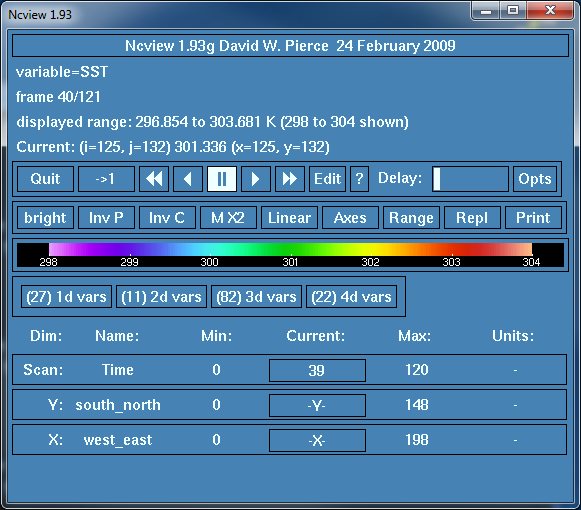 Ncview 1.93
Ncview 1.93g David W. Pierce 24 February 2009
variable=SST
frame 40/121
displayed range: 296.854 to 303.681 K (298 to 304 shown)
Current: (i=125, j=132) 301.336 (x=125, y=132)
Quit ->1 Edit ? Delay: Opts
bright Inv P Inv C M X2 Linear Axes Range Repl Print
298 299 300 301 302 303 304
(27) 1d vars (11) 2d vars (82) 3d vars (22) 4d vars
Dim: Name: Min: Current: Max: Units:
Scan: Time 0 39 120 -
Y: south_north 0 -Y- 148 -
X: west_east 0 -X- 198 -